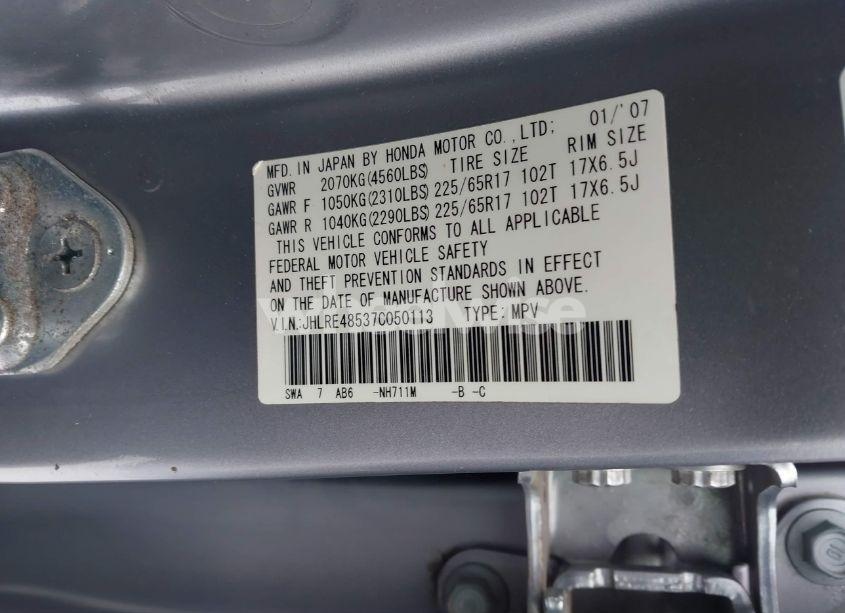 MFD. IN JAPAN BY HONDA MOTOR CO.,LTD; 01/'07
GVWR 2070KG(4560LBS) TIRE SIZE RIM SIZE
GAWR F 1050KG(2310LBS) 225/65R17 102T 17X6.5J
GAWR R 1040KG(2290LBS) 225/65R17 102T 17X6.5J
THIS VEHICLE CONFORMS TO ALL APPLICABLE
FEDERAL MOTOR VEHICLE SAFETY
AND THEFT PREVENTION STANDARDS IN EFFECT
ON THE DATE OF MANUFACTURE SHOWN ABOVE.
V.I.N.:JHLRE48537C050113 TYPE: MPV
SWA 7 AB6 -NH711M -B -C